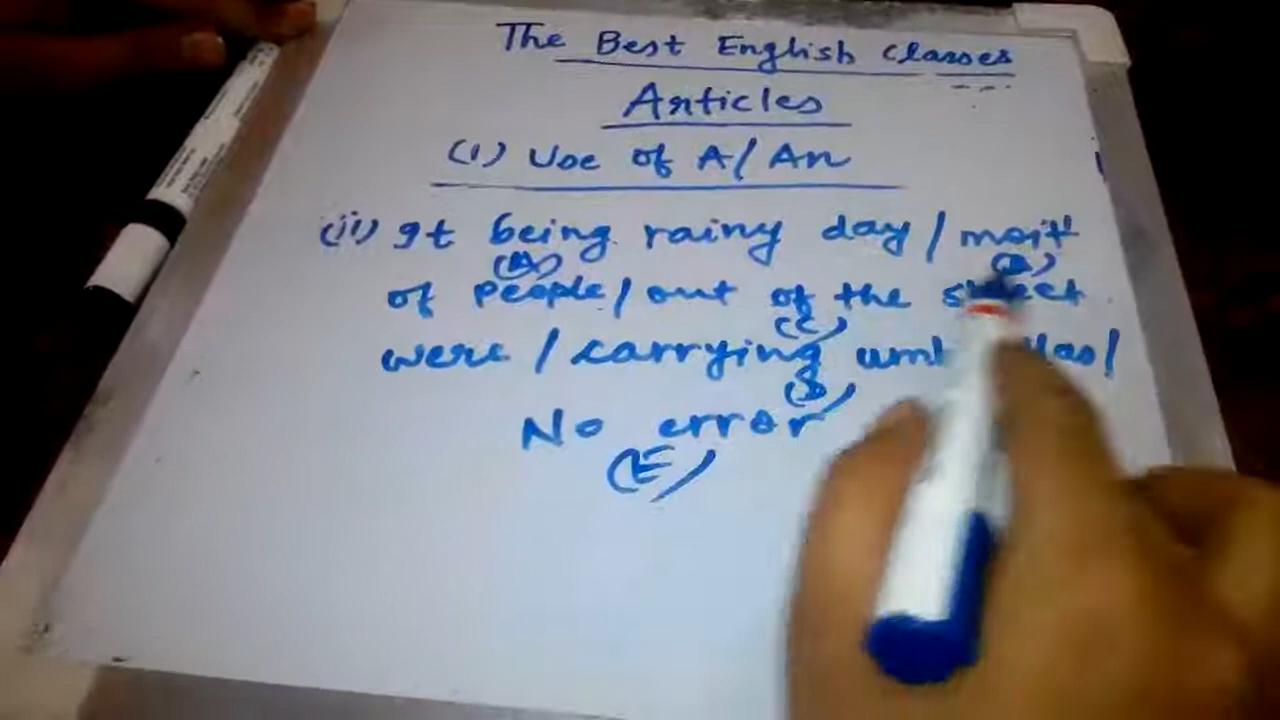 The Best English Classes
Articles
(i) Use of A/An
(ii) It being rainy day/most
(A) (B)
of people/out of the street
(C)
were/carrying
(D)
No error
(E)